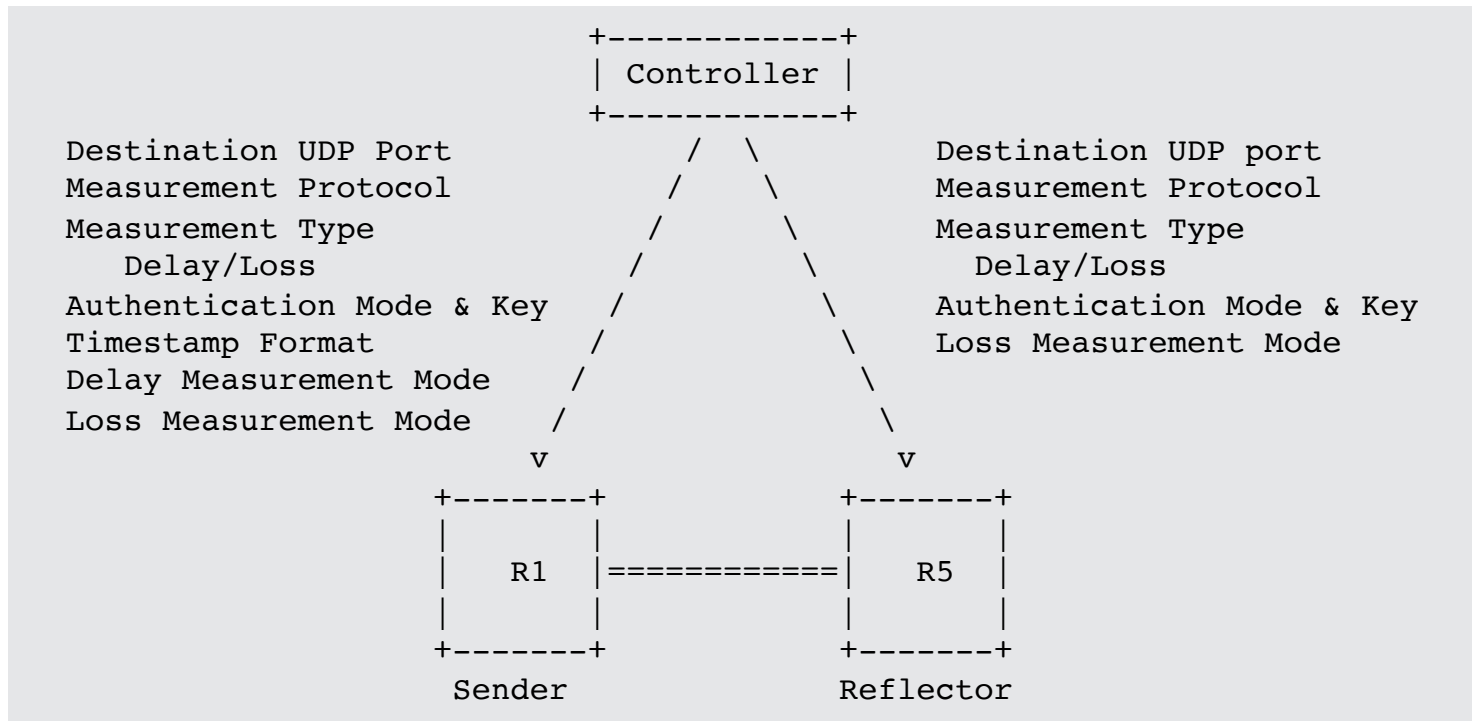 +------------+
| Controller |
+------------+
Destination UDP Port / \ Destination UDP port
Measurement Protocol / \ Measurement Protocol
Measurement Type / \ Measurement Type
Delay/Loss / \ Delay/Loss
Authentication Mode & Key / \ Authentication Mode & Key
Timestamp Format / \ Loss Measurement Mode
Delay Measurement Mode / \
Loss Measurement Mode / \
v v
+-------+ +-------+
| | | |
| R1 |============| R5 |
| | | |
+-------+ +-------+
Sender Reflector